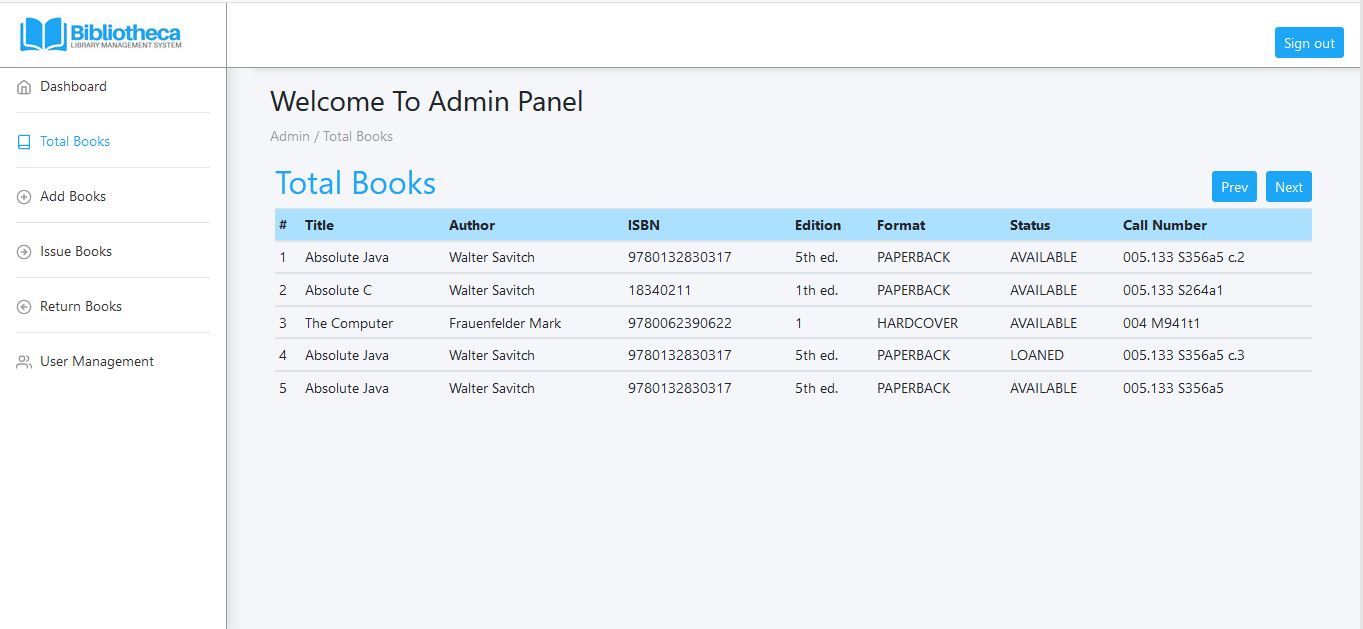 Bibliotheca
LIBRARY MANAGEMENT SYSTEM
Sign out
Dashboard
Total Books
Add Books
Issue Books
Return Books
User Management
Welcome To Admin Panel
Admin / Total Books
Total Books
Prev Next
# Title Author ISBN Edition Format Status Call Number
1 Absolute Java Walter Savitch 9780132830317 5th ed. PAPERBACK AVAILABLE 005.133 S356a5 c.2
2 Absolute C Walter Savitch 18340211 1th ed. PAPERBACK AVAILABLE 005.133 S264a1
3 The Computer Frauenfelder Mark 9780062390622 1 HARDCOVER AVAILABLE 004 M941t1
4 Absolute Java Walter Savitch 9780132830317 5th ed. PAPERBACK LOANED 005.133 S356a5 c.3
5 Absolute Java Walter Savitch 9780132830317 5th ed. PAPERBACK AVAILABLE 005.133 S356a5